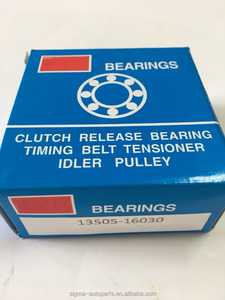 BEARINGS
CLUTCH RELEASE BEARING
TIMING BELT TENSIONER
IDLER PULLEY
BEARINGS
13505-16030
sigma-autoparts.en.alibaba.com